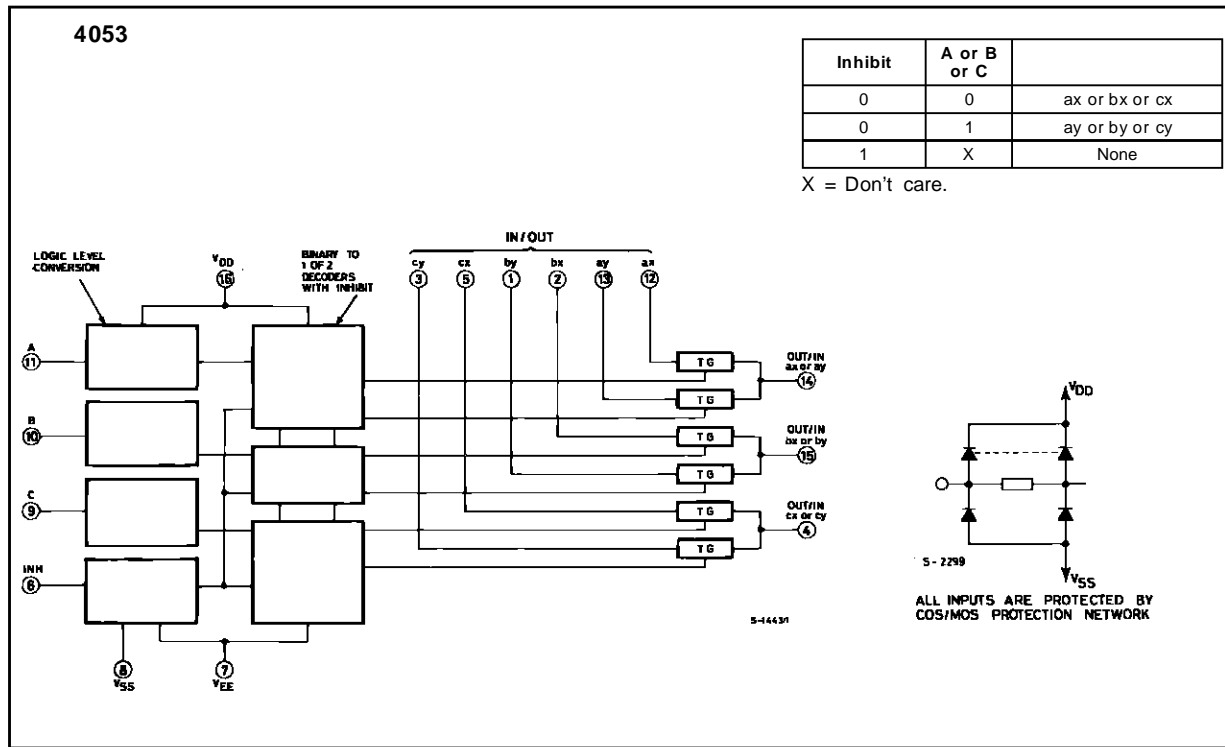 4053
Inhibit A or B or C
0 0 ax or bx or cx
0 1 ay or by or cy
1 X None
X = Don't care.
LOGIC LEVEL
CONVERSION
VDD
16
BINARY TO
1 OF 2
DECODERS
WITH INHIBIT
IN/OUT
cy cx by bx ay ax
3 5 1 2 13 12
A
11
B
10
C
9
INH
6
8
VSS
7
VEE
TG
TG
TG
TG
TG
TG
OUT/IN
ax or ay
14
OUT/IN
bx or by
15
OUT/IN
cx or cy
4
S-1443/1
VDD
VSS
S-2299
ALL INPUTS ARE PROTECTED BY
COS/MOS PROTECTION NETWORK